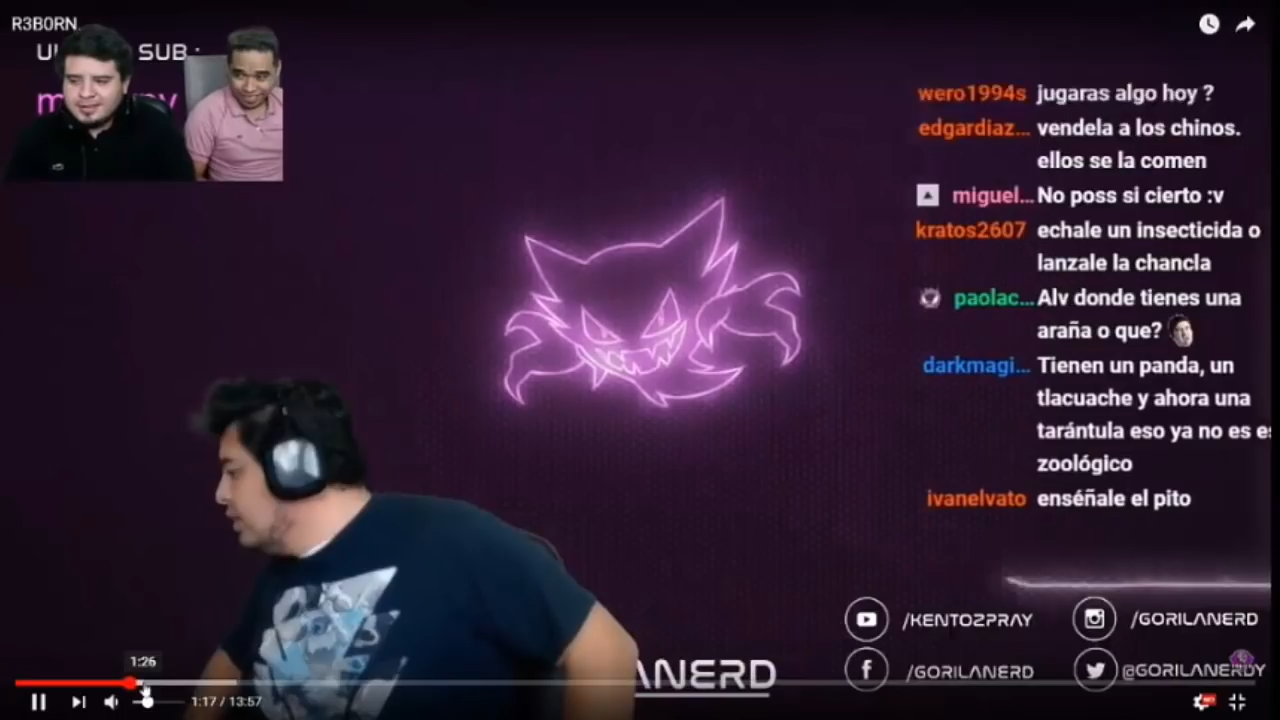 R3B0RN
SUB :
wero1994s jugaras algo hoy ?
edgardiaz... vendela a los chinos.
ellos se la comen
miguel... No poss si cierto :v
kratos2607 echale un insecticida o
lanzale la chancla
paolac... Alv donde tienes una
araña o que?
darkmagi... Tienen un panda, un
tlacuache y ahora una
tarántula eso ya no es e
zoológico
ivanelvato enséñale el pito
/KENTOZPRAY /GORILANERD
/GORILANERD @GORILANERDY
ANERD
1:26
1:17 / 13:57